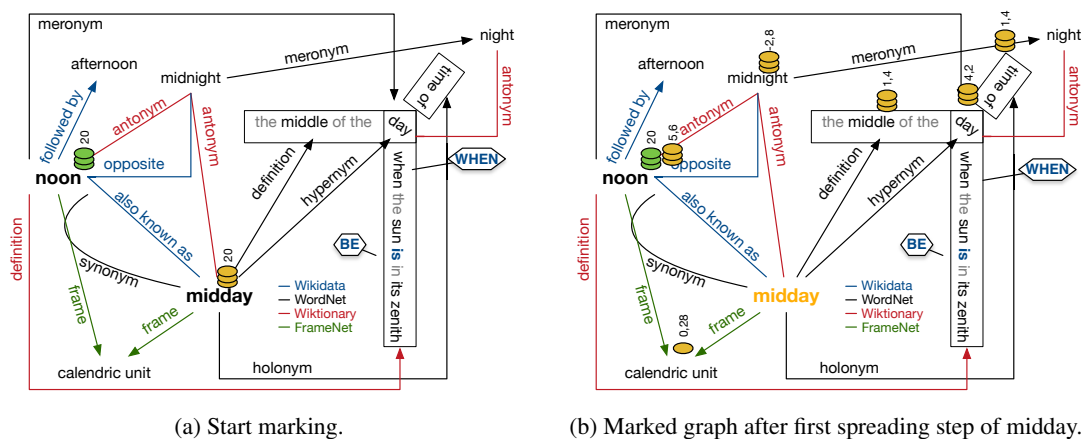 meronym
night
meronym
afternoon
midnight
time of
antonym
followed by
antonym
antonym
the middle of the
day
20
opposite
definition
hypernym
WHEN
noon
when the sun is in its zenith
also known as
definition
20
BE
synonym
midday
Wikidata
WordNet
Wiktionary
FrameNet
frame
frame
calendric unit
holonym
(a) Start marking.
meronym
1,4
night
-2,8
meronym
afternoon
midnight
1,4
4,2
time of
antonym
followed by
antonym
antonym
the middle of the
day
20
5,6
opposite
definition
hypernym
WHEN
noon
when the sun is in its zenith
also known as
definition
BE
synonym
midday
Wikidata
WordNet
Wiktionary
FrameNet
frame
frame
0,28
calendric unit
holonym
(b) Marked graph after first spreading step of midday.